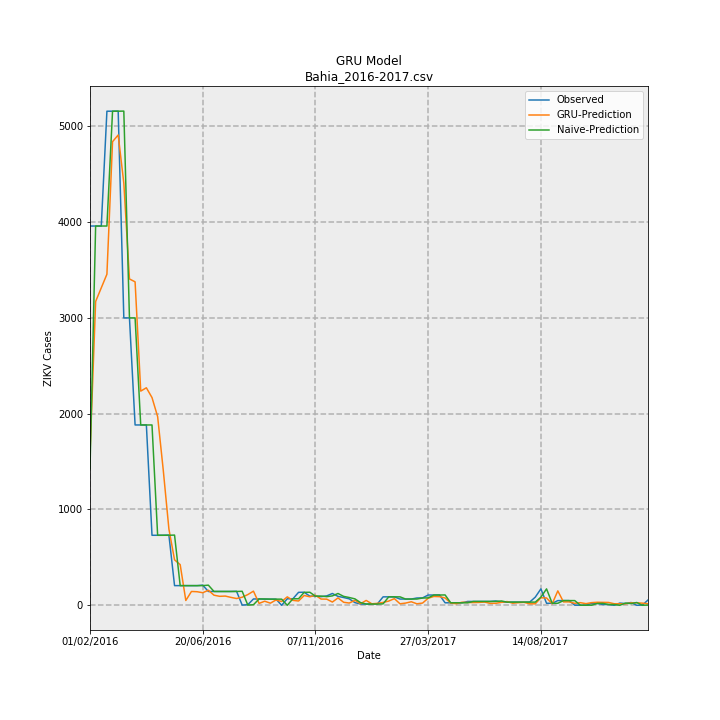 GRU Model
Bahia_2016-2017.csv
Observed
GRU-Prediction
Naive-Prediction
5000
4000
3000
2000
1000
0
ZIKV Cases
01/02/2016
20/06/2016
07/11/2016
27/03/2017
14/08/2017
Date